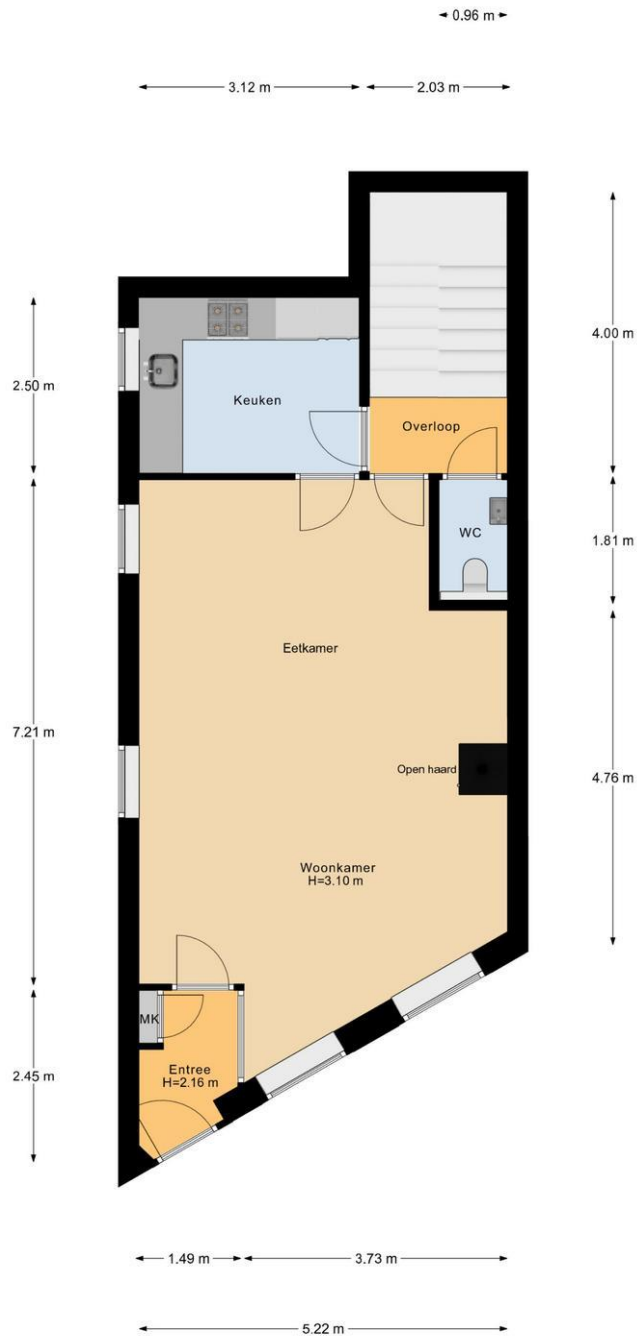 0.96 m
3.12 m
2.03 m
4.00 m
2.50 m
Keuken
Overloop
WC
1.81 m
Eetkamer
7.21 m
Open haard
4.76 m
Woonkamer
H=3.10 m
MK
Entree
H=2.16 m
2.45 m
1.49 m
3.73 m
5.22 m